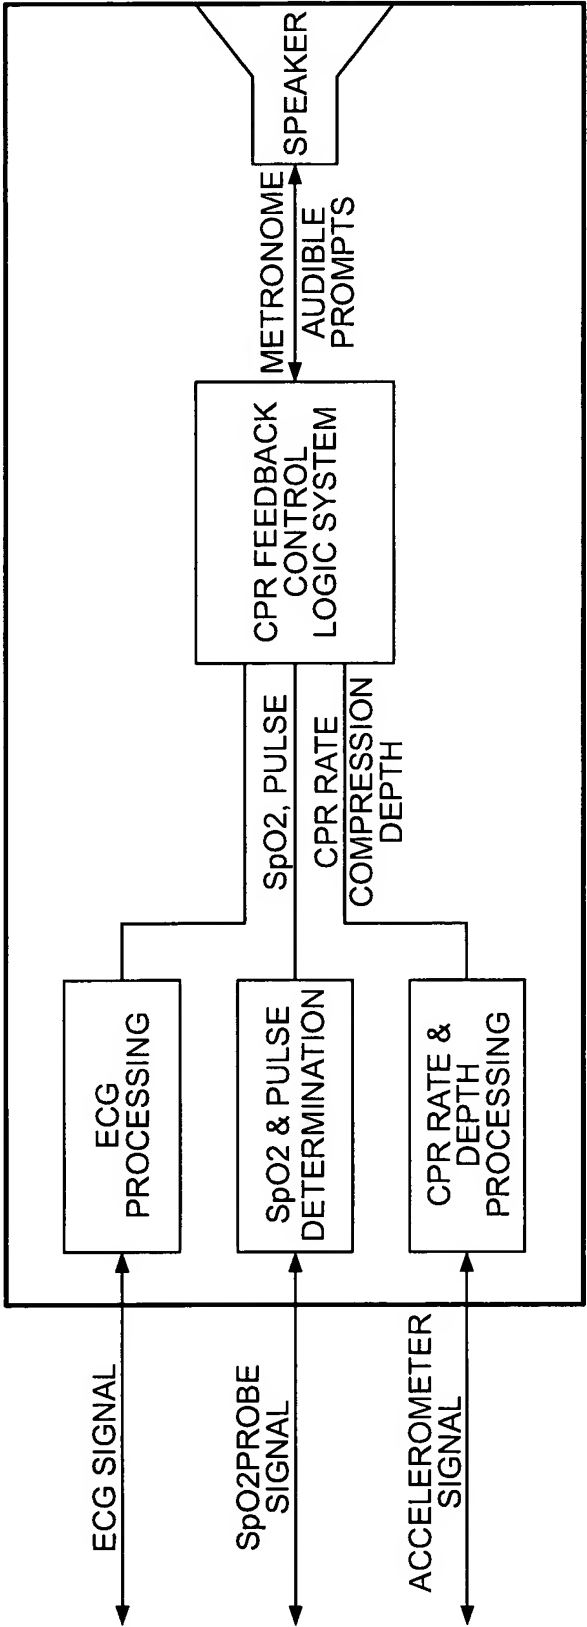 ECG SIGNAL
SpO2PROBE
SIGNAL
ACCELEROMETER
SIGNAL
ECG
PROCESSING
SpO2 & PULSE
DETERMINATION
CPR RATE &
DEPTH
PROCESSING
SpO2, PULSE
CPR RATE
COMPRESSION
DEPTH
CPR FEEDBACK
CONTROL
LOGIC SYSTEM
METRONOME
AUDIBLE
PROMPTS
SPEAKER